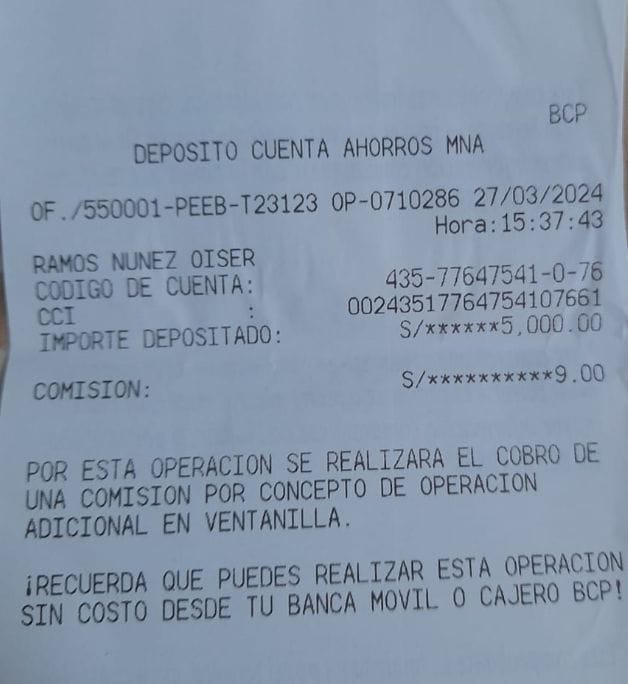 BCP
DEPOSITO CUENTA AHORROS MNA
OF./550001-PEEB-T23123 OP-0710286 27/03/2024
Hora:15:37:43
RAMOS NUNEZ OISER
CODIGO DE CUENTA: 435-77647541-0-76
CCI : 00243517764754107661
IMPORTE DEPOSITADO: S/******5,000.00
COMISION: S/**********9.00
POR ESTA OPERACION SE REALIZARA EL COBRO DE
UNA COMISION POR CONCEPTO DE OPERACION
ADICIONAL EN VENTANILLA.
¡RECUERDA QUE PUEDES REALIZAR ESTA OPERACION
SIN COSTO DESDE TU BANCA MOVIL O CAJERO BCP!